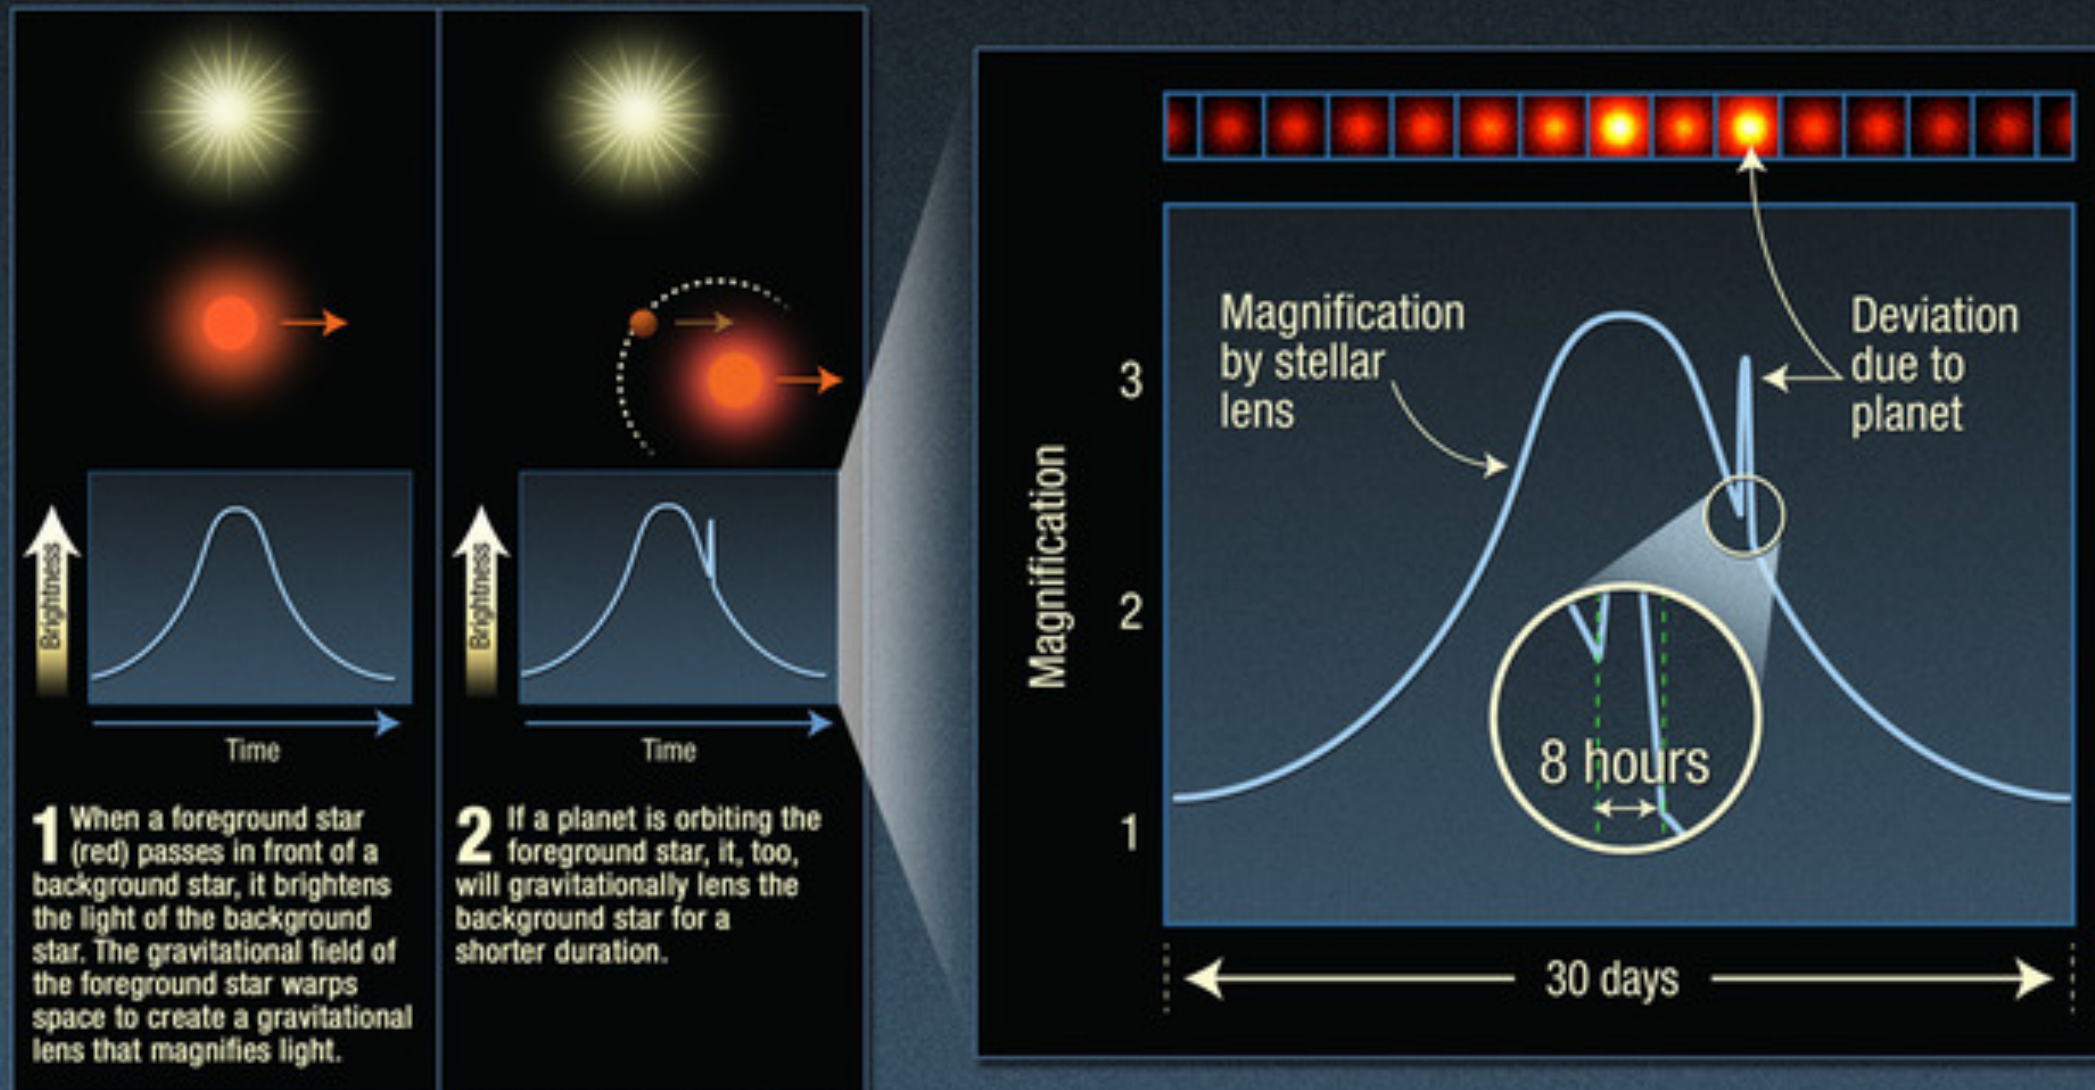 Brightness
Time
1 When a foreground star
(red) passes in front of a
background star, it brightens
the light of the background
star. The gravitational field of
the foreground star warps
space to create a gravitational
lens that magnifies light.
Brightness
Time
2 If a planet is orbiting the
foreground star, it, too,
will gravitationally lens the
background star for a
shorter duration.
Magnification
3
2
1
Magnification
by stellar
lens
Deviation
due to
planet
8 hours
30 days